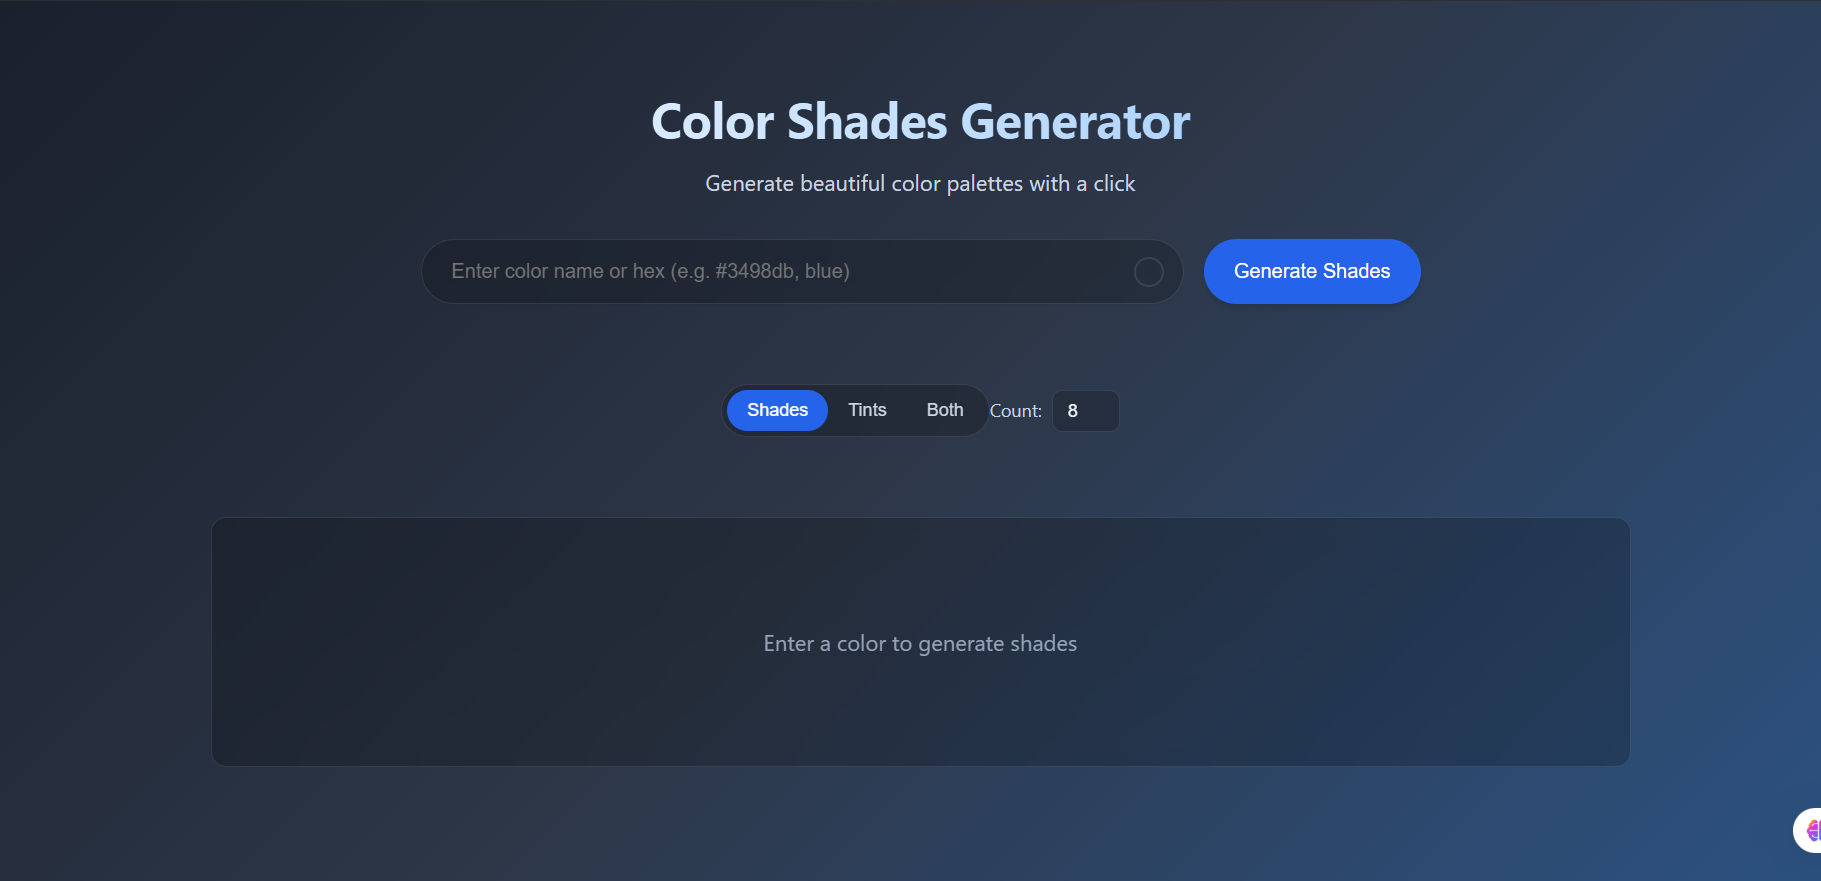 Color Shades Generator
Generate beautiful color palettes with a click
Enter color name or hex (e.g. #3498db, blue)
Generate Shades
Shades Tints Both Count: 8
Enter a color to generate shades